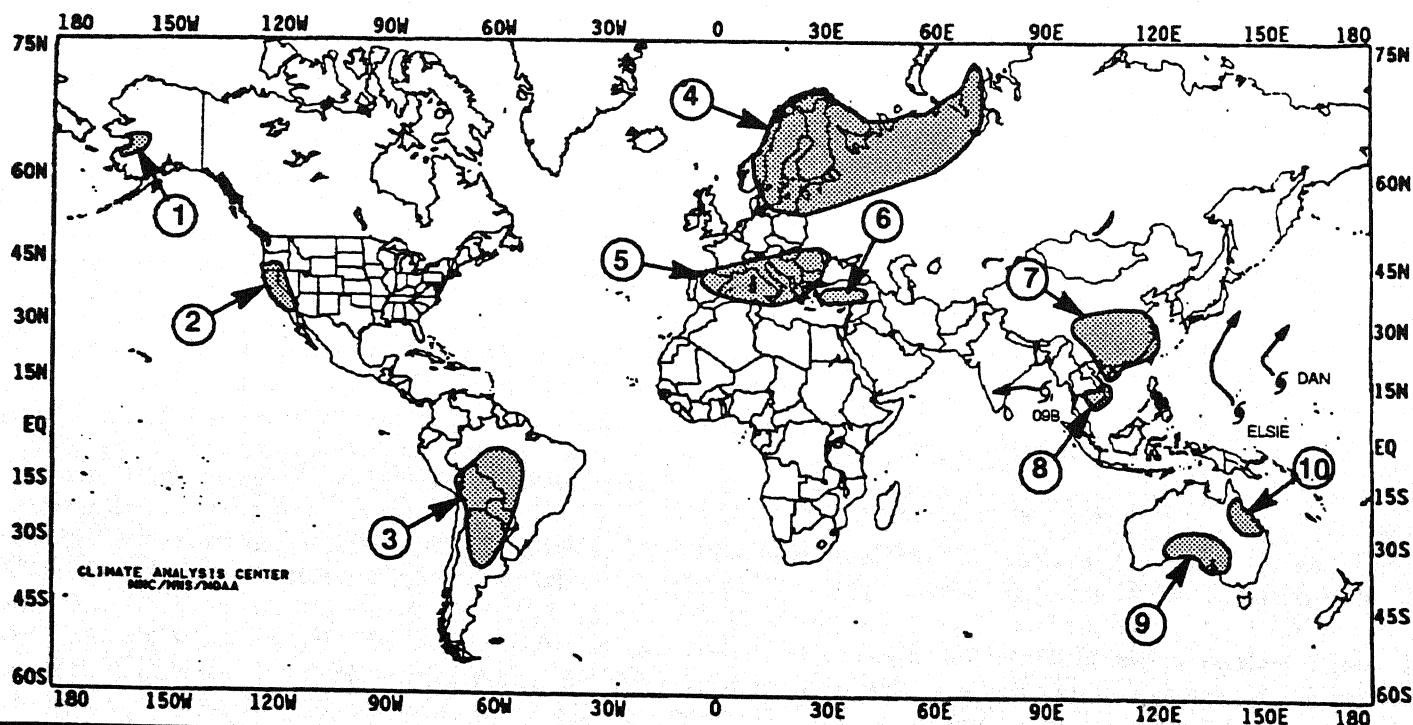 180 150W 120W 90W 60W 30W 0 30E 60E 90E 120E 150E 180
75N 75N
4
60N 60N
1
6
45N 45N
5
7
2
30N 30N
DAN
15N 15N
09B
ELSIE
EQ EQ
8
10
15S 15S
3
30S 30S
CLIMATE ANALYSIS CENTER
NMC/NWS/NOAA
45S 45S
9
60S 60S
180 150W 120W 90W 60W 30W 0 30E 60E 90E 120E 150E 180